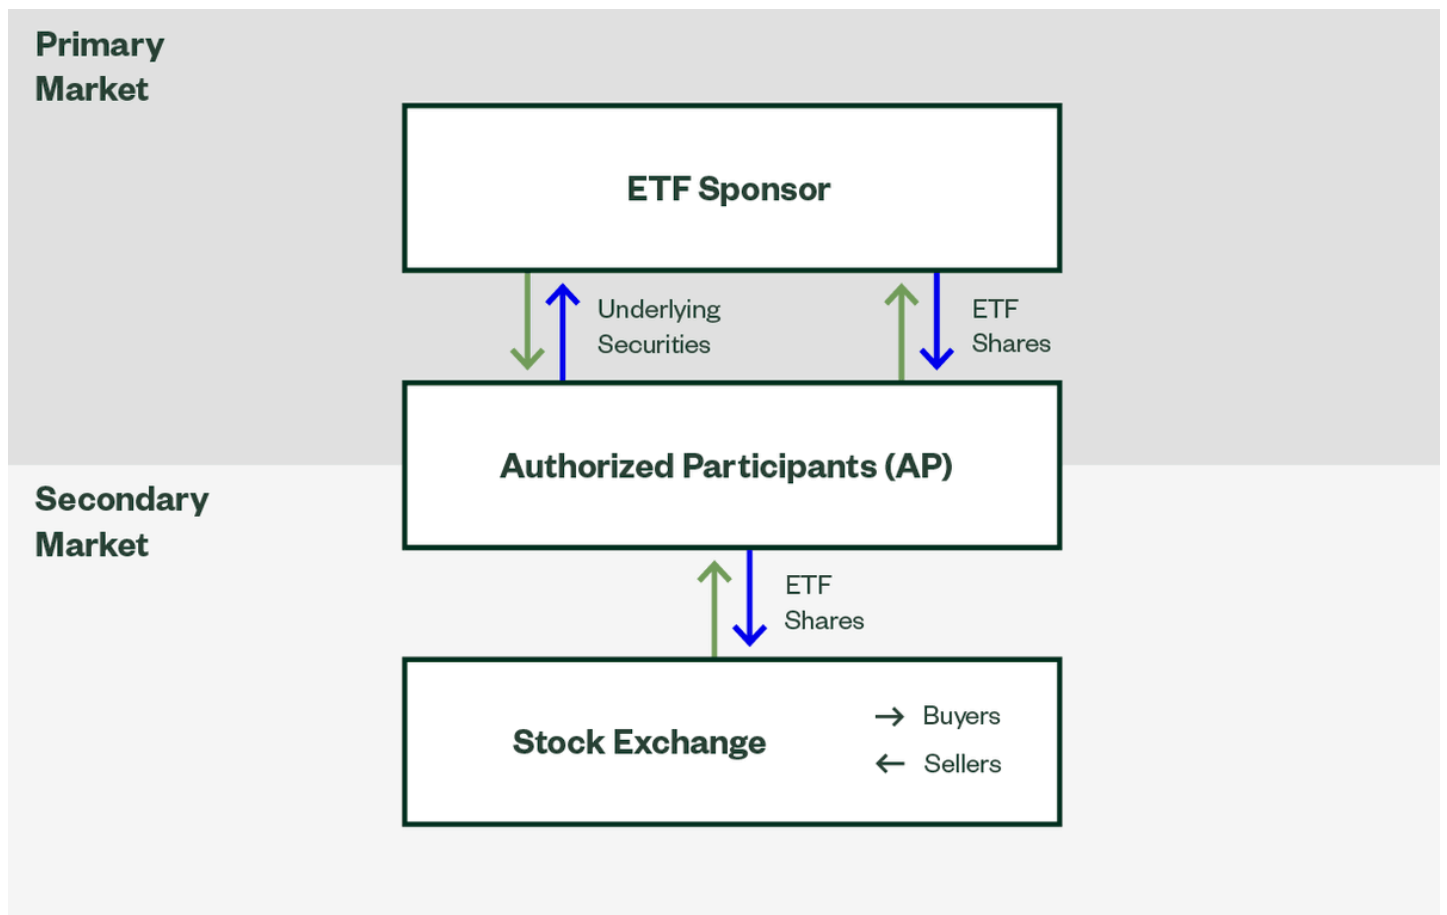 Primary
Market
ETF Sponsor
Underlying
Securities
ETF
Shares
Authorized Participants (AP)
Secondary
Market
ETF
Shares
Stock Exchange
→ Buyers
← Sellers